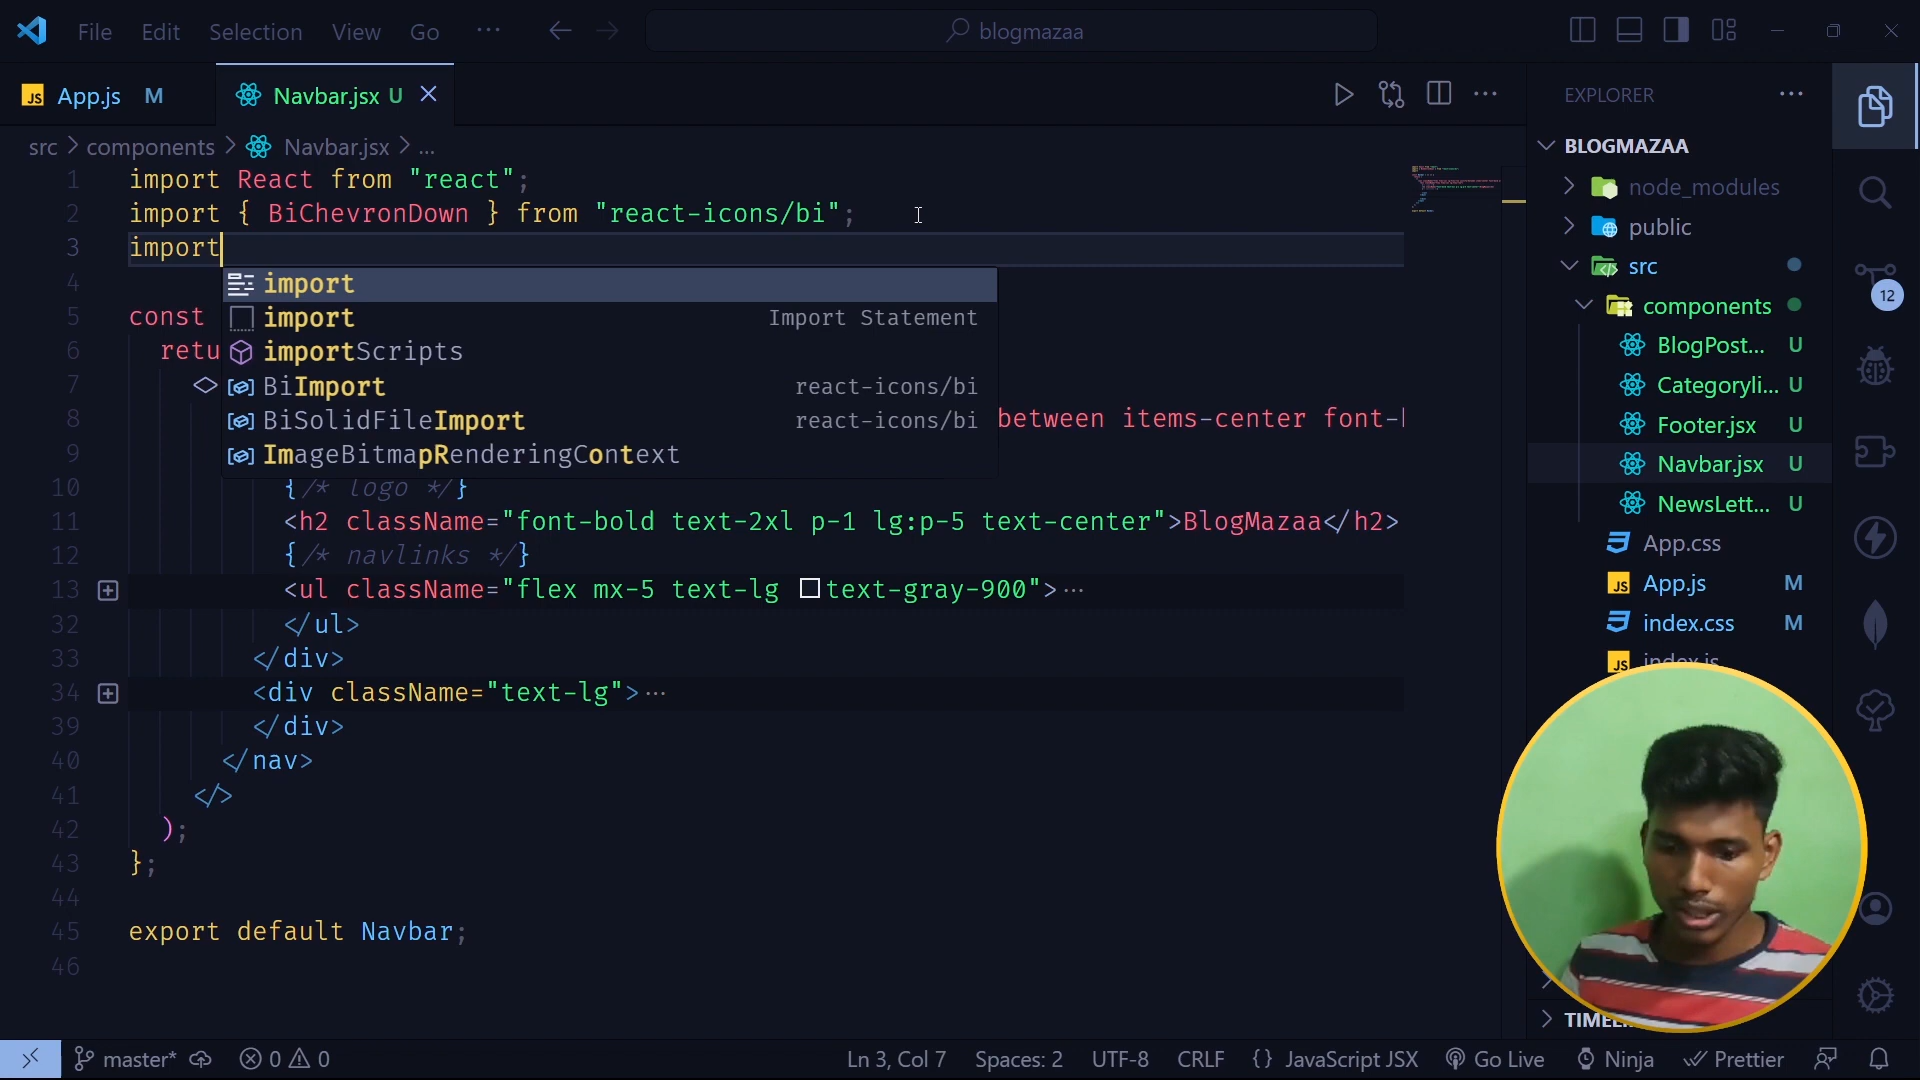 File Edit Selection View Go ··· blogmazaa
JS App.js M Navbar.jsx U
EXPLORER ···
src > components > Navbar.jsx > ...
BLOGMAZAA
1 import React from "react";
2 import { BiChevronDown } from "react-icons/bi";
3 import
import
import Import Statement
importScripts
BiImport react-icons/bi
BiSolidFileImport react-icons/bi
ImageBitmapRenderingContext
4
5 const
6 retu
7
8 between items-center font-
9
10 {/* logo */}
11 <h2 className="font-bold text-2xl p-1 lg:p-5 text-center">BlogMazaa</h2>
12 {/* navlinks */}
13 <ul className="flex mx-5 text-lg text-gray-900">···
32 </ul>
33 </div>
34 <div className="text-lg">···
39 </div>
40 </nav>
41 </>
42 );
43 };
44
45 export default Navbar;
46
node_modules
public
src
components
BlogPost... U
Categoryli... U
Footer.jsx U
Navbar.jsx U
NewsLett... U
App.css
JS App.js M
index.css M
JS index.js
12
master* 0 0 Ln 3, Col 7 Spaces: 2 UTF-8 CRLF {} JavaScript JSX Go Live Ninja Prettier